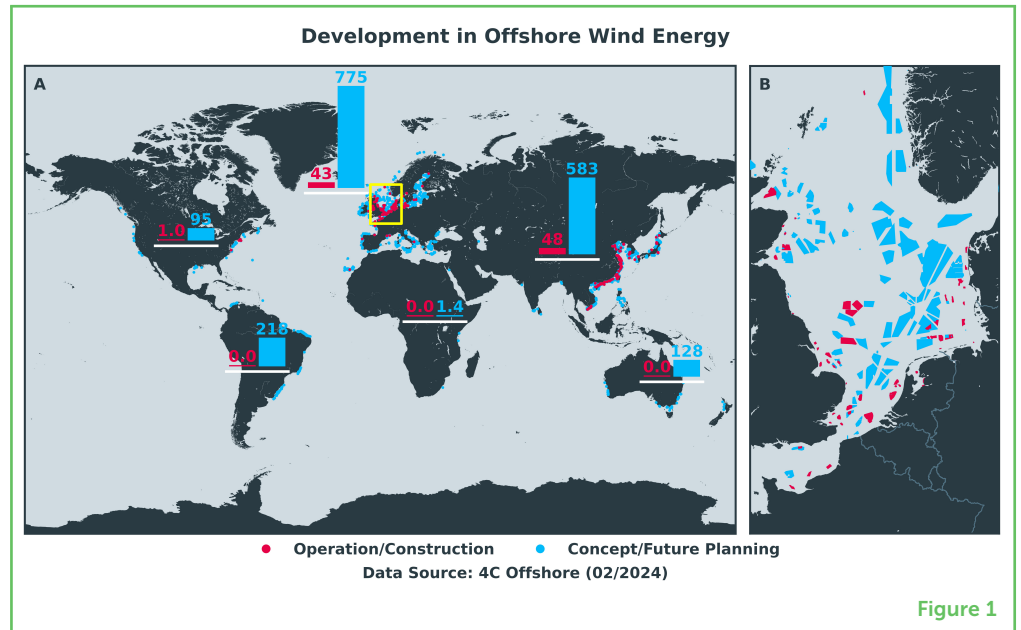 Development in Offshore Wind Energy
A
B
775
43
583
48
95
1.0
0.0 1.4
218
0.0
128
0.0
Operation/Construction
Concept/Future Planning
Data Source: 4C Offshore (02/2024)
Figure 1